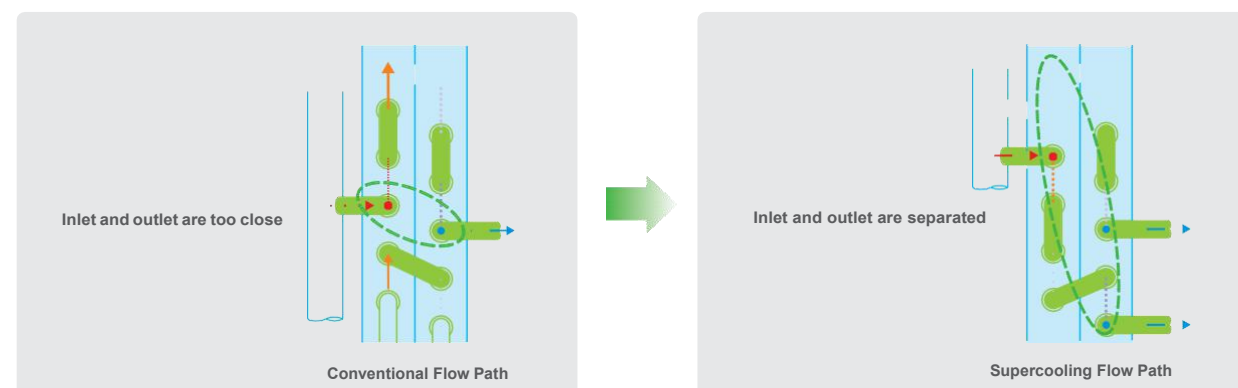 Inlet and outlet are too close
Conventional Flow Path
Inlet and outlet are separated
Supercooling Flow Path